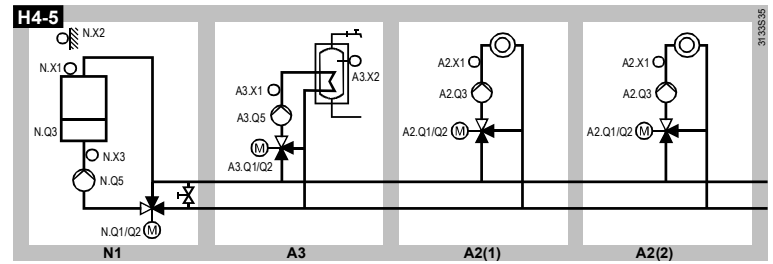 H4-5
N.X2
N.X1
N.Q3
N.X3
N.Q5
N.Q1/Q2
M
N1
A3.X1
A3.X2
A3.Q5
M
A3.Q1/Q2
A3
A2.X1
A2.Q3
A2.Q1/Q2
M
A2(1)
A2.X1
A2.Q3
A2.Q1/Q2
M
A2(2)
3133S35